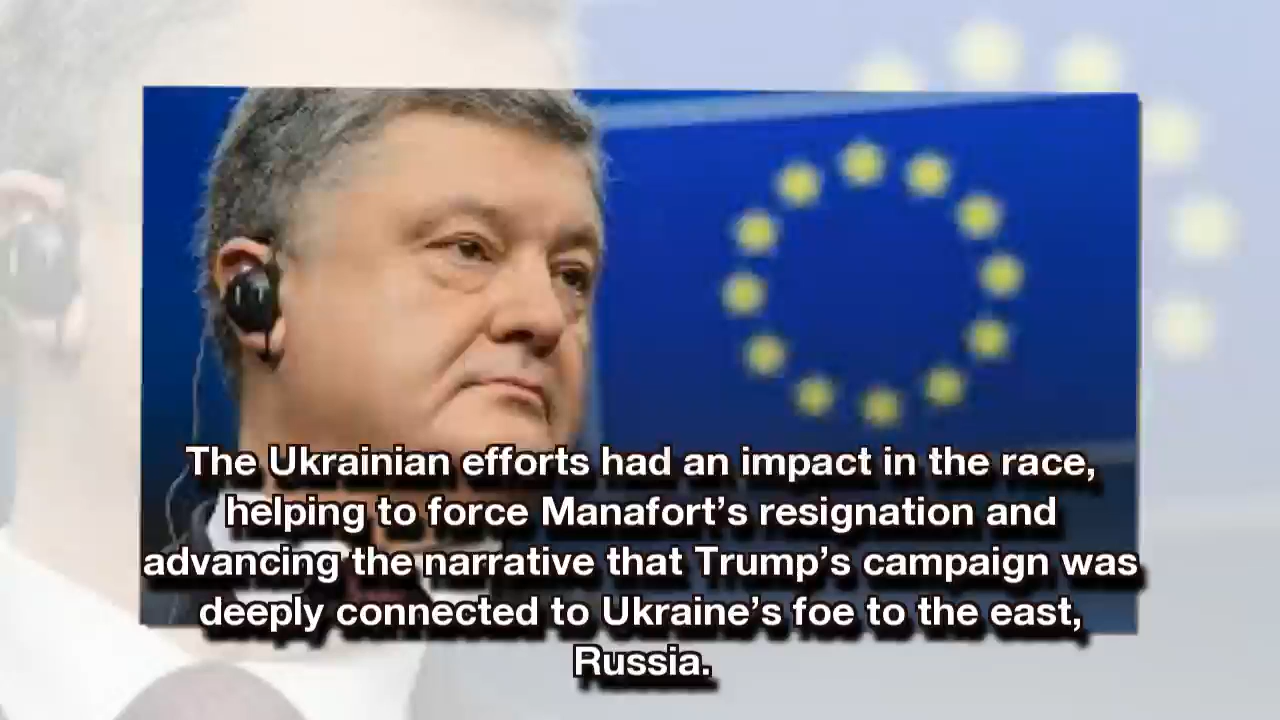 The Ukrainian efforts had an impact in the race,
helping to force Manafort’s resignation and
advancing the narrative that Trump’s campaign was
deeply connected to Ukraine’s foe to the east,
Russia.